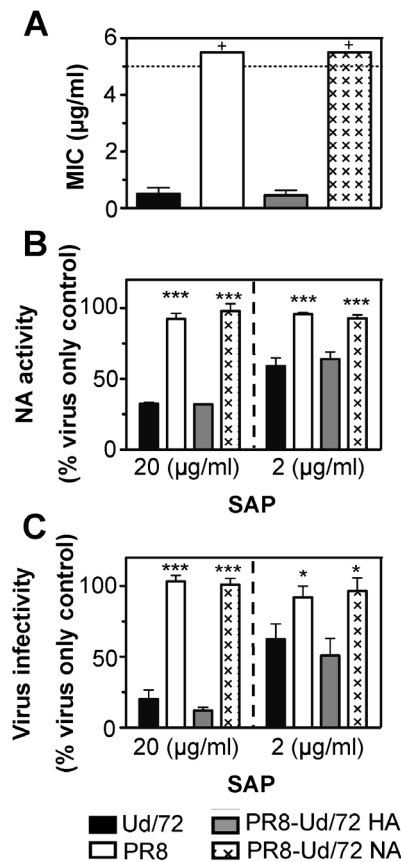 A
MIC (µg/ml)
6
4
2
0
+
+
B
NA activity
(% virus only control)
100
50
0
***
***
***
***
20 (µg/ml)
2 (µg/ml)
SAP
C
Virus infectivity
(% virus only control)
100
50
0
***
***
*
*
20 (µg/ml)
2 (µg/ml)
SAP
Ud/72
PR8-Ud/72 HA
PR8
PR8-Ud/72 NA